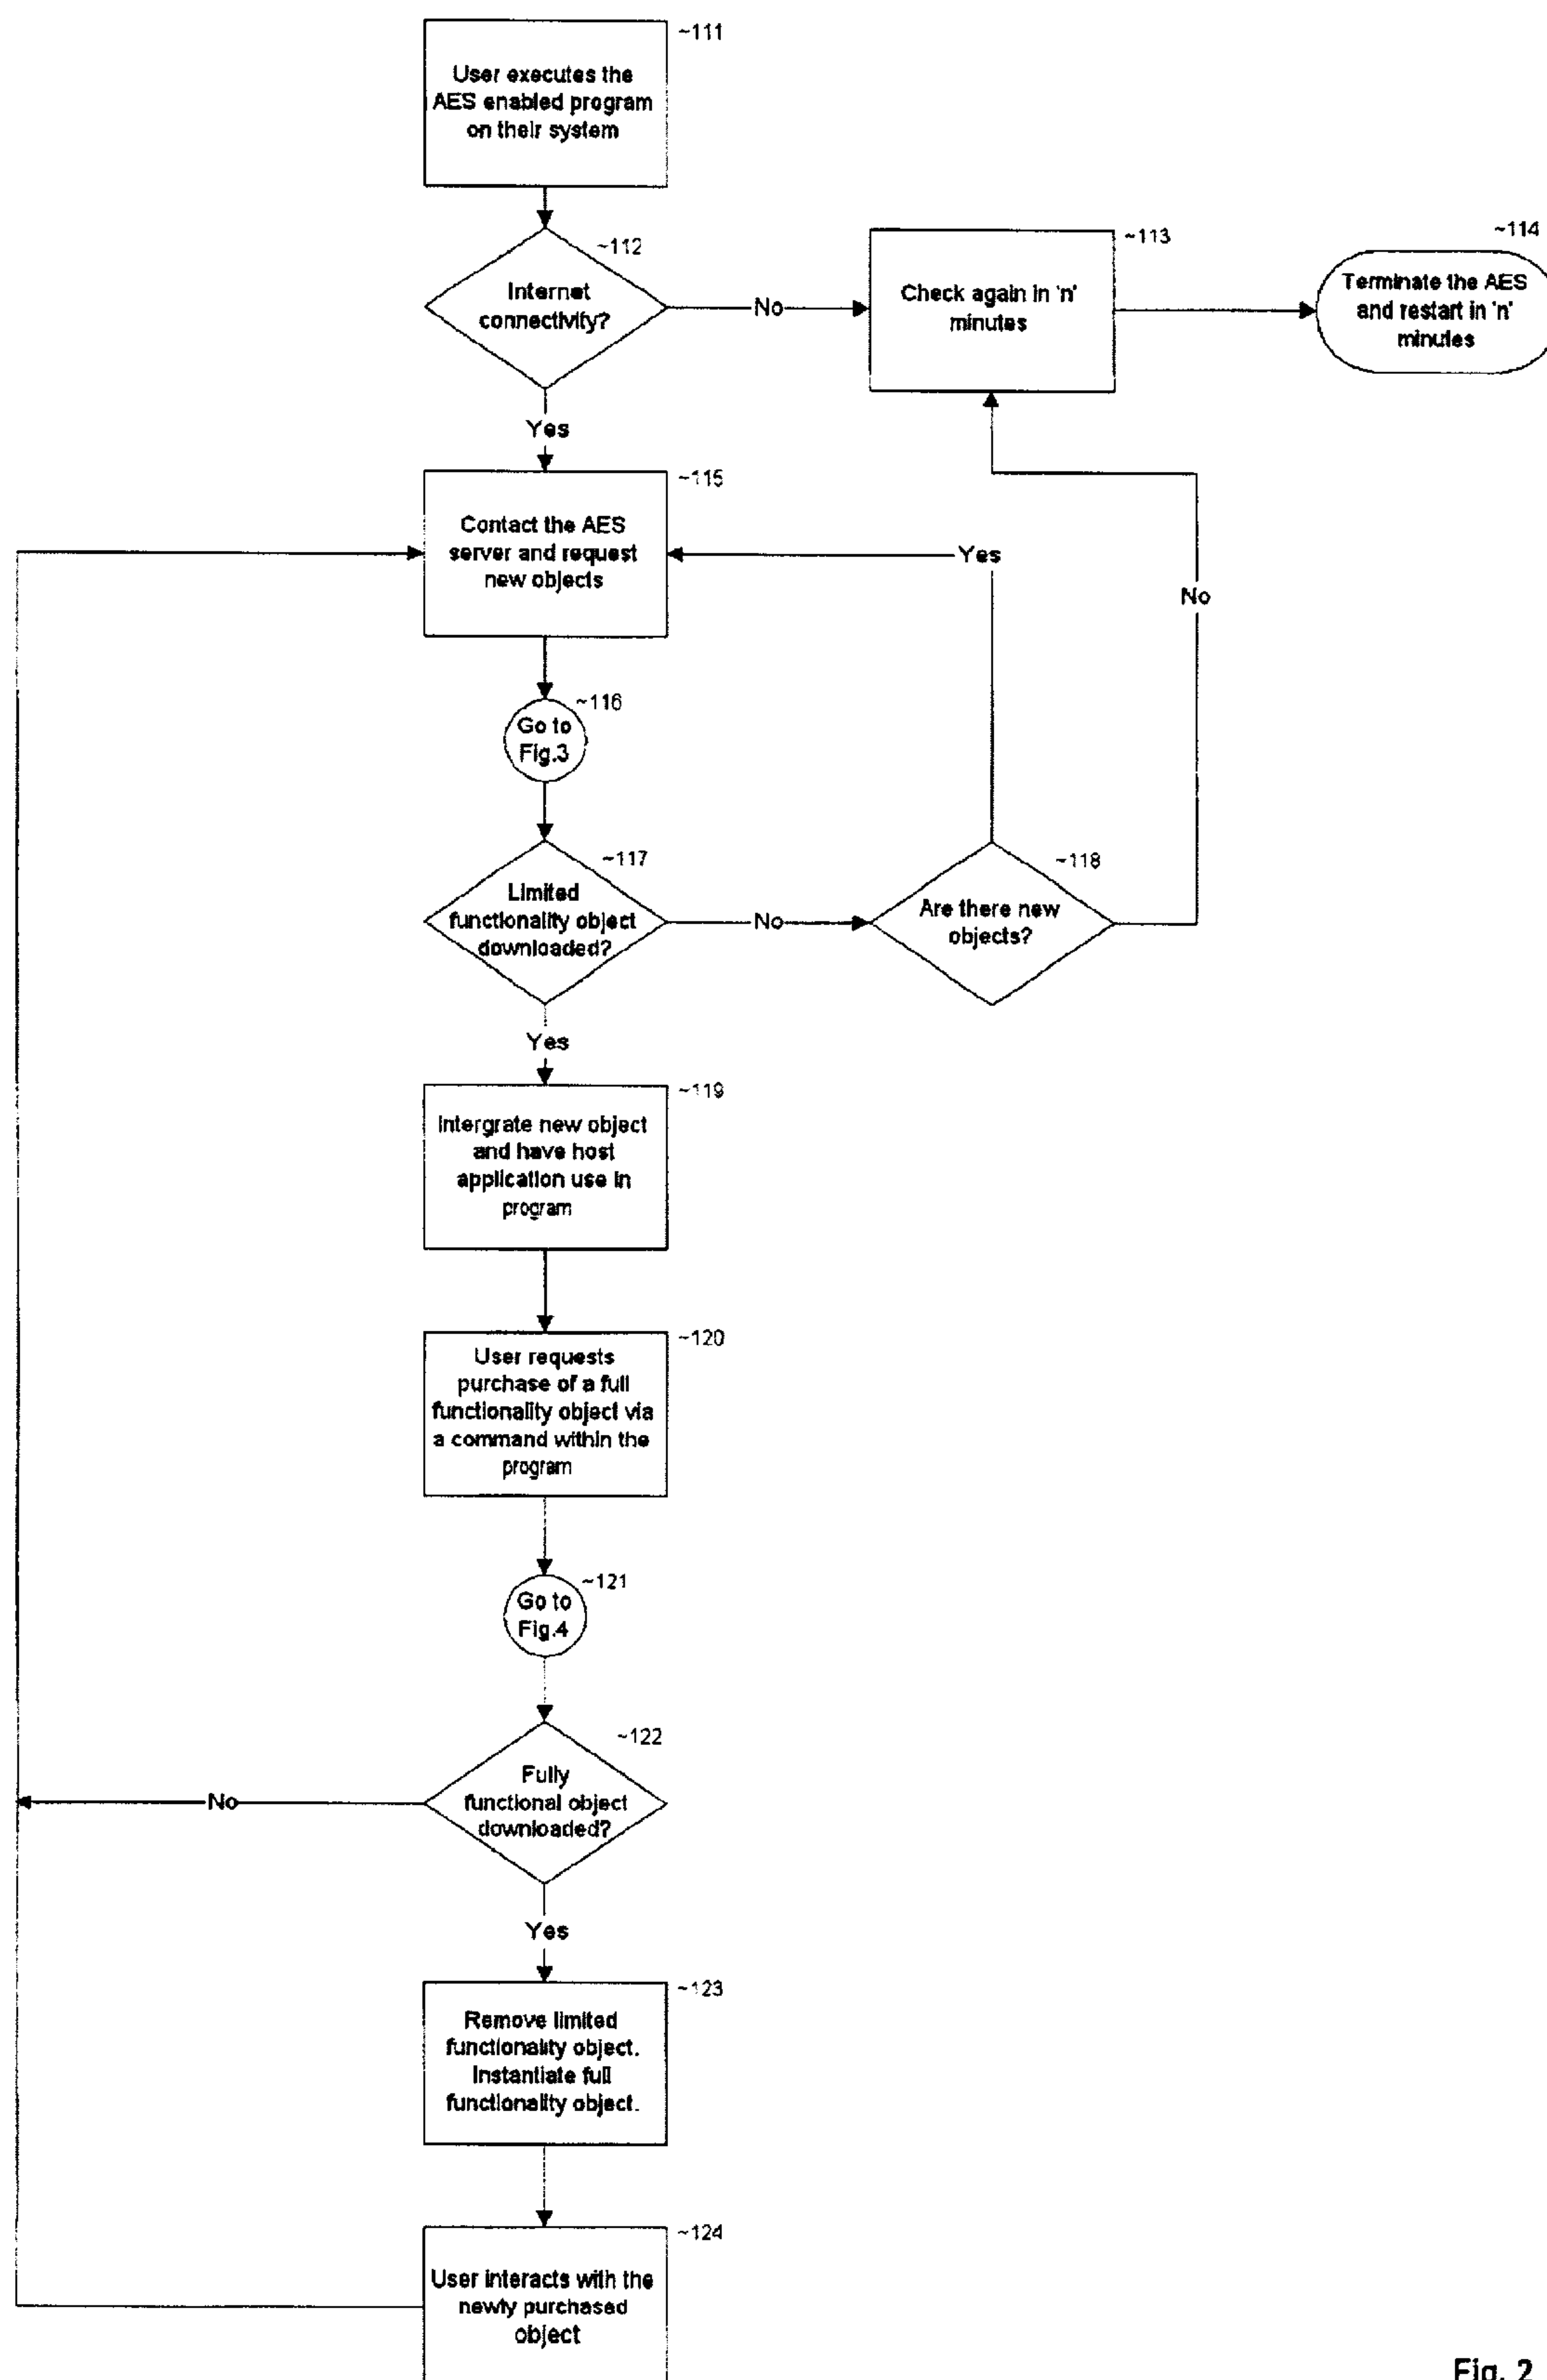 ~111
User executes the
AES enabled program
on their system
~112
Internet
connectivity?
No
~113
Check again in 'n'
minutes
~114
Terminate the AES
and restart in 'n'
minutes
Yes
~115
Contact the AES
server and request
new objects
Yes
No
~116
Go to
Fig.3
~117
Limited
functionality object
downloaded?
No
~118
Are there new
objects?
Yes
~119
Intergrate new object
and have host
application use in
program
~120
User requests
purchase of a full
functionality object via
a command within the
program
~121
Go to
Fig.4
~122
Fully
functional object
downloaded?
No
Yes
~123
Remove limited
functionality object.
Instantiate full
functionality object.
~124
User interacts with the
newly purchased
object
Fig. 2